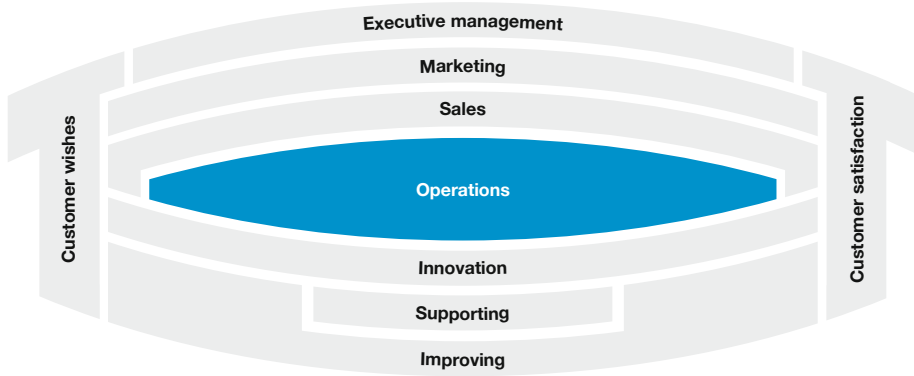 Executive management
Marketing
Sales
Customer wishes
Operations
Customer satisfaction
Innovation
Supporting
Improving